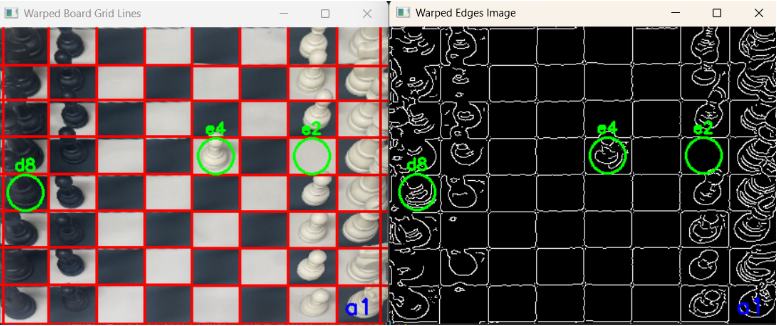 Warped Board Grid Lines
e4
e2
d8
a1
Warped Edges Image
e4
e2
d8
a1